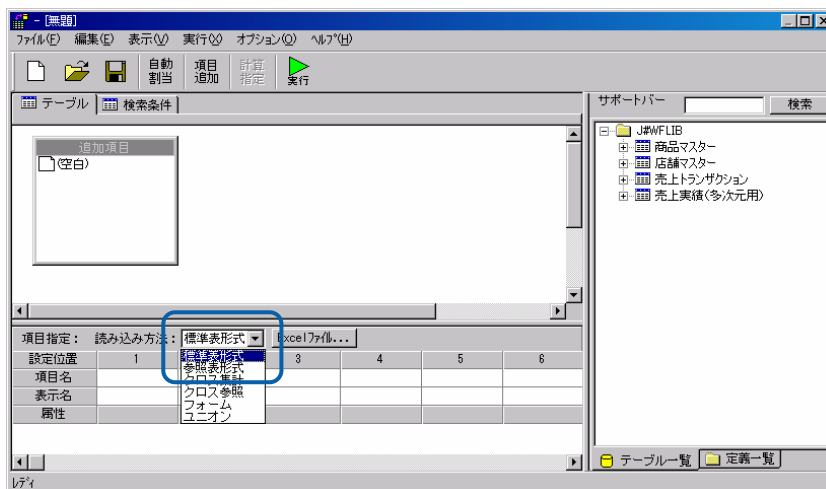 - [無題]
ファイル(F) 編集(E) 表示(V) 実行(X) オプション(O) ヘルプ(H)
自動割当 項目追加 計算指定 実行
テーブル 検索条件
追加項目
(空白)
サポートバー 検索
J#WFLIB
商品マスター
店舗マスター
売上トランザクション
売上実績(多次元用)
項目指定： 読み込み方法： 標準表形式 Excelファイル...
設定位置 1 3 4 5 6
項目名
表示名
属性
標準表形式
参照表形式
クロス集計
クロス参照
フォーム
ユニオン
テーブル一覧 定義一覧
レディ